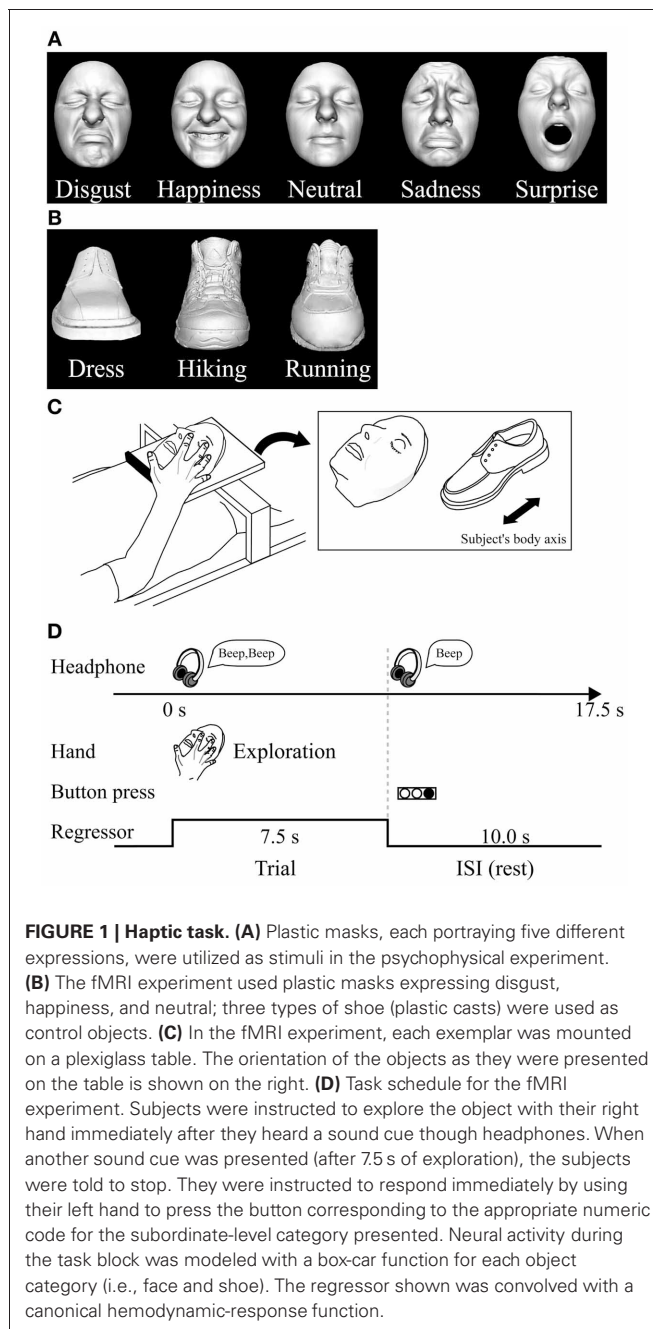 A
Disgust Happiness Neutral Sadness Surprise
B
Dress Hiking Running
C
Subject's body axis
D
Headphone Beep,Beep Beep
0 s 17.5 s
Hand Exploration
Button press
Regressor 7.5 s 10.0 s
Trial ISI (rest)
FIGURE 1 | Haptic task. (A) Plastic masks, each portraying five different
expressions, were utilized as stimuli in the psychophysical experiment.
(B) The fMRI experiment used plastic masks expressing disgust,
happiness, and neutral; three types of shoe (plastic casts) were used as
control objects. (C) In the fMRI experiment, each exemplar was mounted
on a plexiglass table. The orientation of the objects as they were presented
on the table is shown on the right. (D) Task schedule for the fMRI
experiment. Subjects were instructed to explore the object with their right
hand immediately after they heard a sound cue though headphones. When
another sound cue was presented (after 7.5 s of exploration), the subjects
were told to stop. They were instructed to respond immediately by using
their left hand to press the button corresponding to the appropriate numeric
code for the subordinate-level category presented. Neural activity during
the task block was modeled with a box-car function for each object
category (i.e., face and shoe). The regressor shown was convolved with a
canonical hemodynamic-response function.